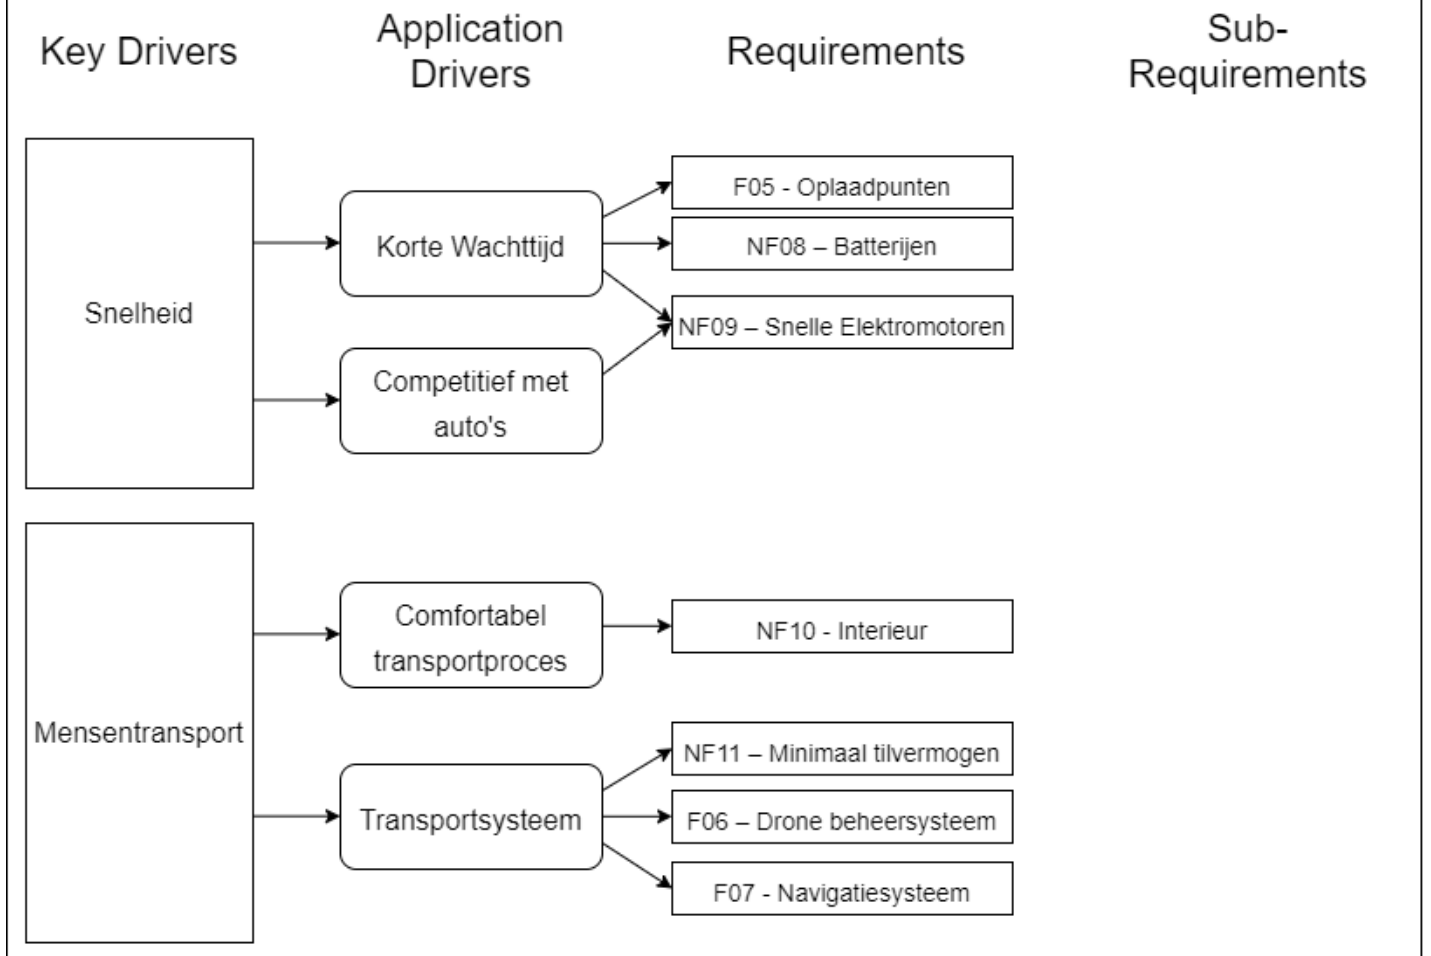 Key Drivers
Application
Drivers
Requirements
Sub-
Requirements
Snelheid
Korte Wachttijd
Competitief met
auto's
F05 - Oplaadpunten
NF08 – Batterijen
NF09 – Snelle Elektromotoren
Mensentransport
Comfortabel
transportproces
Transportsysteem
NF10 - Interieur
NF11 – Minimaal tilvermogen
F06 – Drone beheersysteem
F07 - Navigatiesysteem